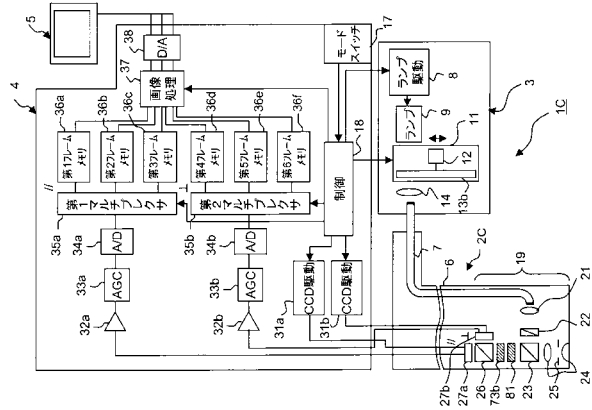 5
4
38
D/A
37
画像
処理
モード
スイッチ
17
36a
36b
36c
36d
36e
36f
第1フレーム
メモリ
第2フレーム
メモリ
第3フレーム
メモリ
第4フレーム
メモリ
第5フレーム
メモリ
第6フレーム
メモリ
//
⊥
第1マルチプレクサ
第2マルチプレクサ
35a
35b
34a
A/D
34b
A/D
33a
AGC
33b
AGC
32a
32b
制御
18
CCD駆動
31a
CCD駆動
31b
ランプ
駆動
8
ランプ
9
11
12
13b
14
3
1C
7
6
2C
19
21
22
27b
⊥
//
27a
26
73b
81
23
25
24